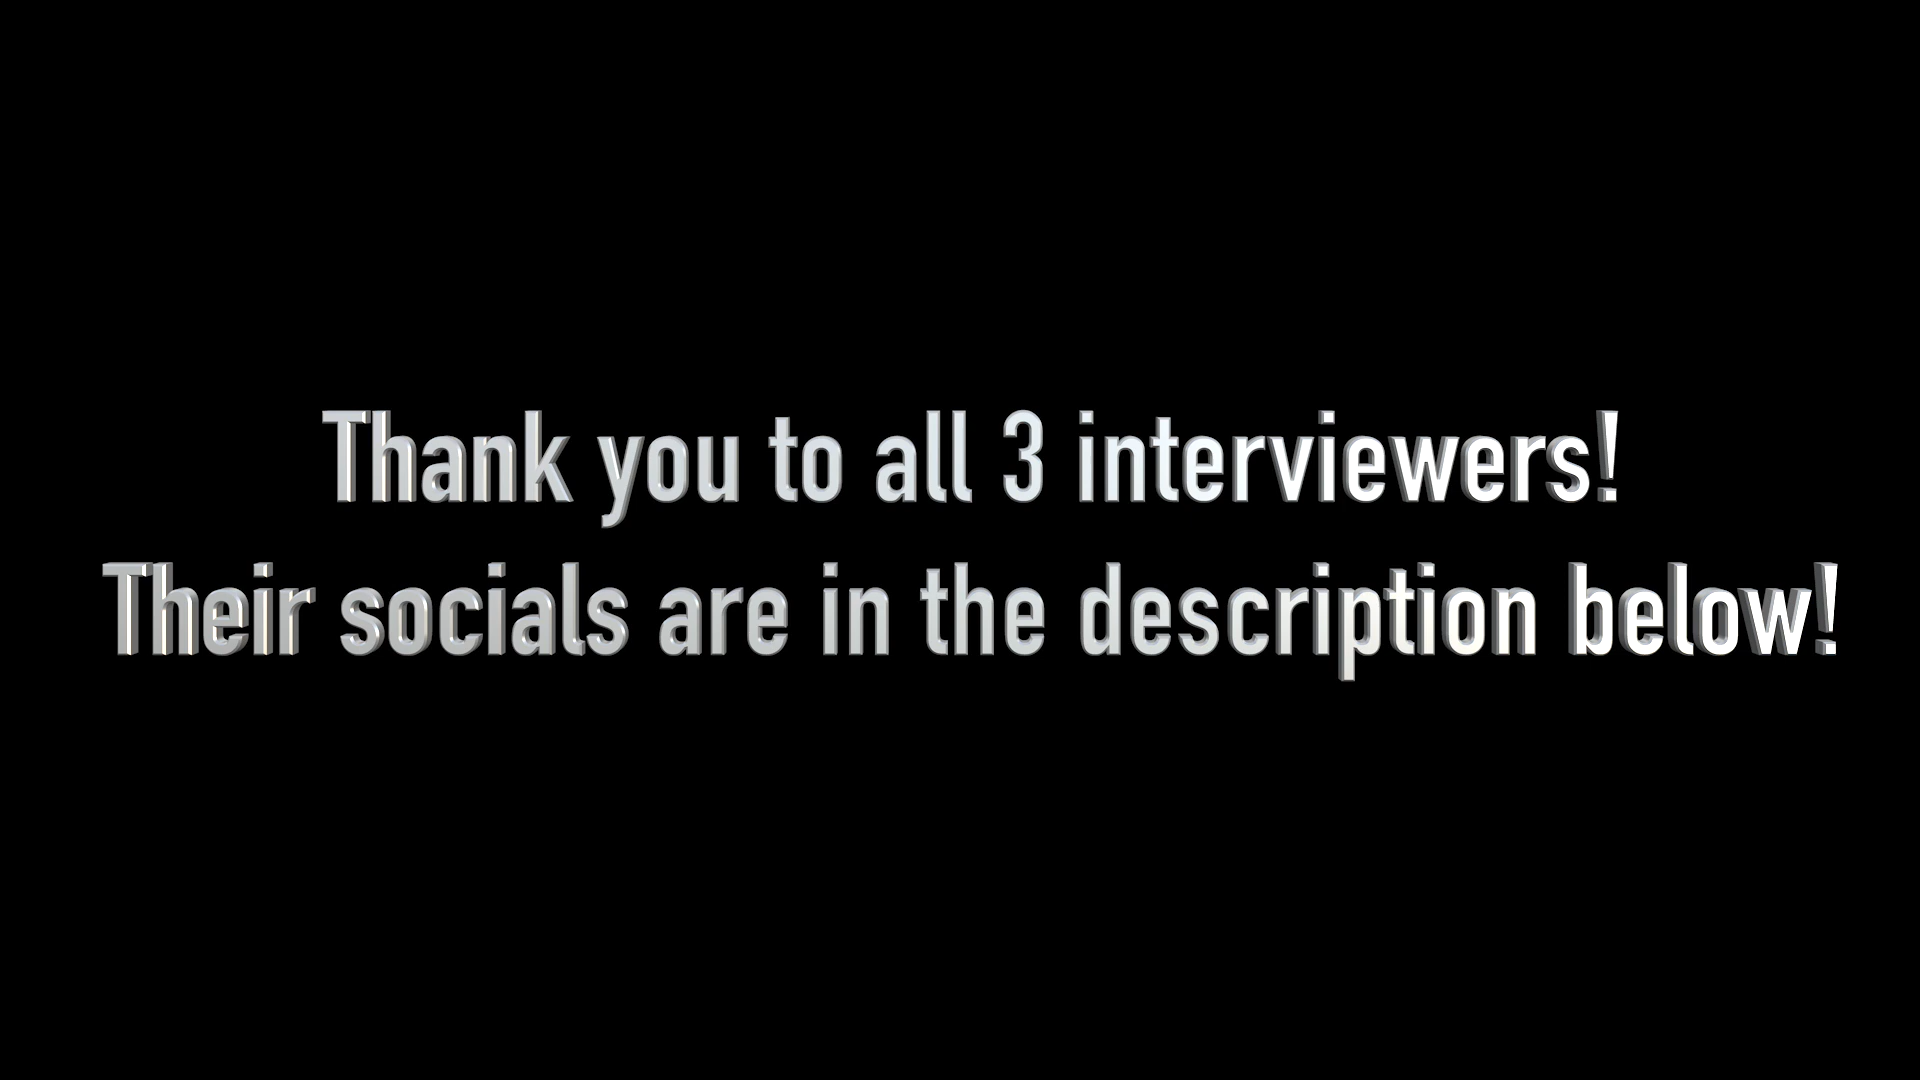 Thank you to all 3 interviewers!
Their socials are in the description below!